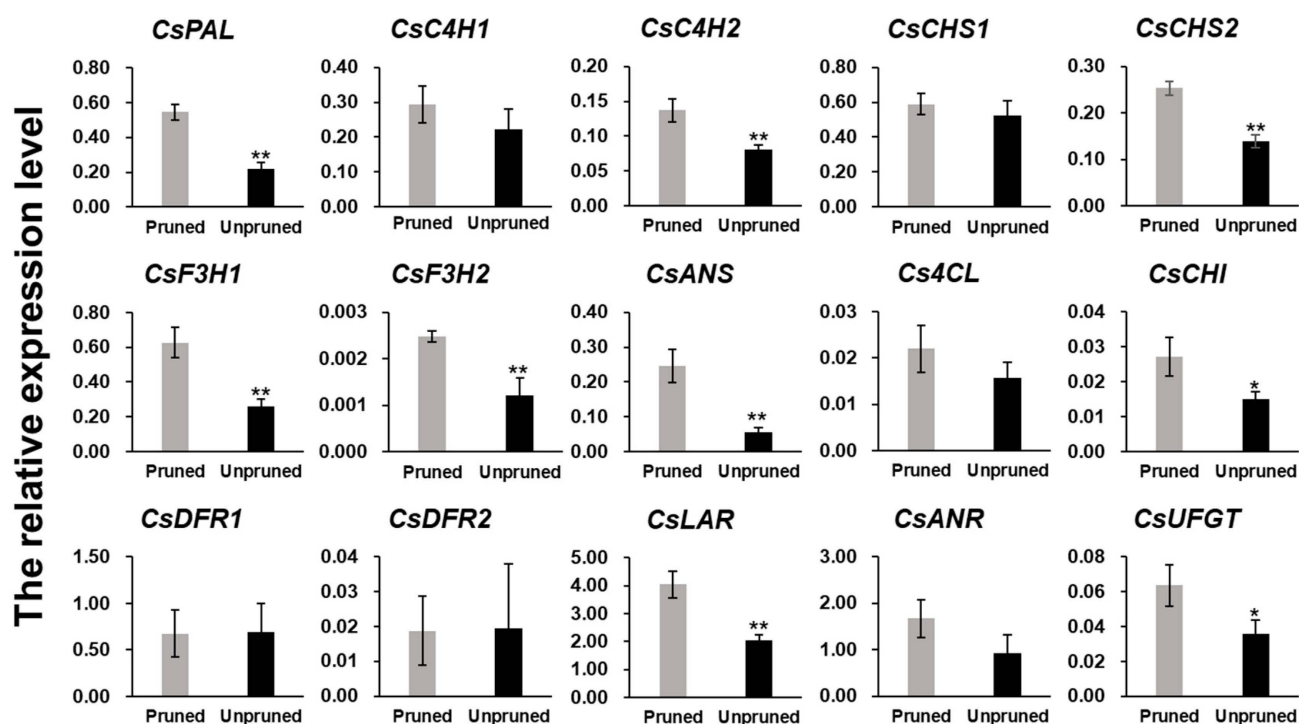 The relative expression level
CsPAL
0.80
0.60
0.40
0.20
0.00
**
Pruned Unpruned
CsC4H1
0.40
0.30
0.20
0.10
0.00
Pruned Unpruned
CsC4H2
0.20
0.15
0.10
0.05
0.00
**
Pruned Unpruned
CsCHS1
0.80
0.60
0.40
0.20
0.00
Pruned Unpruned
CsCHS2
0.30
0.20
0.10
0.00
**
Pruned Unpruned
CsF3H1
0.80
0.60
0.40
0.20
0.00
**
Pruned Unpruned
CsF3H2
0.003
0.002
0.001
0.000
**
Pruned Unpruned
CsANS
0.40
0.30
0.20
0.10
0.00
**
Pruned Unpruned
Cs4CL
0.03
0.02
0.01
0.00
Pruned Unpruned
CsCHI
0.04
0.03
0.02
0.01
0.00
*
Pruned Unpruned
CsDFR1
1.50
1.00
0.50
0.00
Pruned Unpruned
CsDFR2
0.04
0.03
0.02
0.01
0.00
Pruned Unpruned
CsLAR
5.00
4.00
3.00
2.00
1.00
0.00
**
Pruned Unpruned
CsANR
3.00
2.00
1.00
0.00
Pruned Unpruned
CsUFGT
0.08
0.06
0.04
0.02
0.00
*
Pruned Unpruned